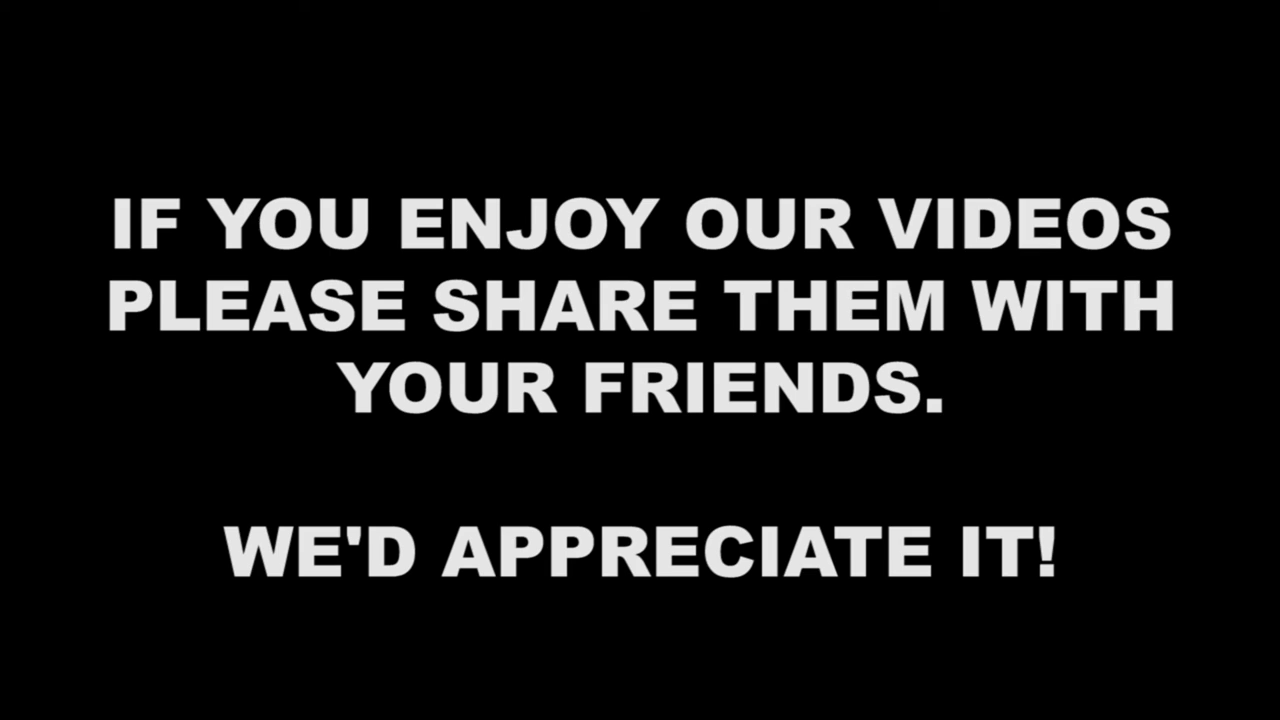 IF YOU ENJOY OUR VIDEOS
PLEASE SHARE THEM WITH
YOUR FRIENDS.
WE'D APPRECIATE IT!